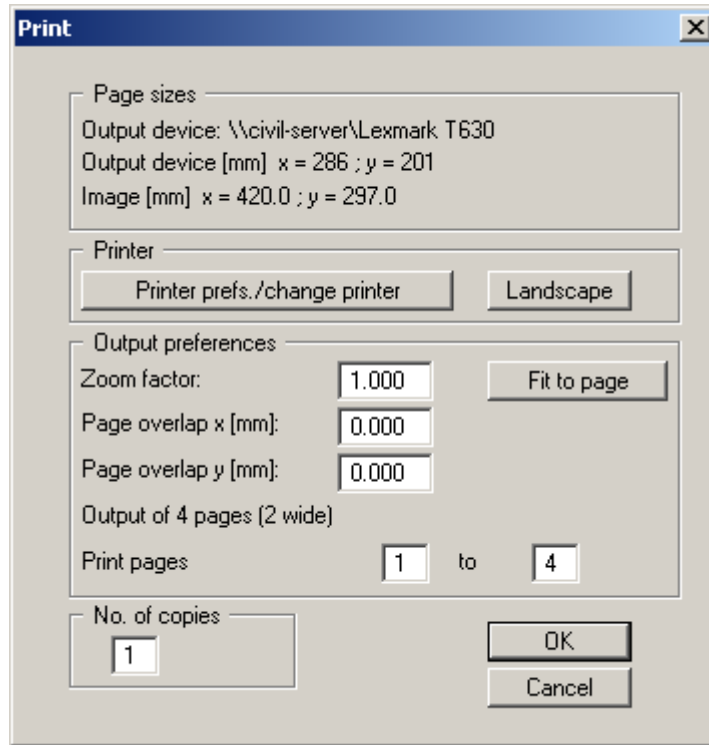 Print
Page sizes
Output device: \\civil-server\Lexmark T630
Output device [mm]  x = 286 ; y = 201
Image [mm]  x = 420.0 ; y = 297.0
Printer
Printer prefs./change printer
Landscape
Output preferences
Zoom factor: 1.000 Fit to page
Page overlap x [mm]: 0.000
Page overlap y [mm]: 0.000
Output of 4 pages (2 wide)
Print pages 1 to 4
No. of copies
1
OK
Cancel